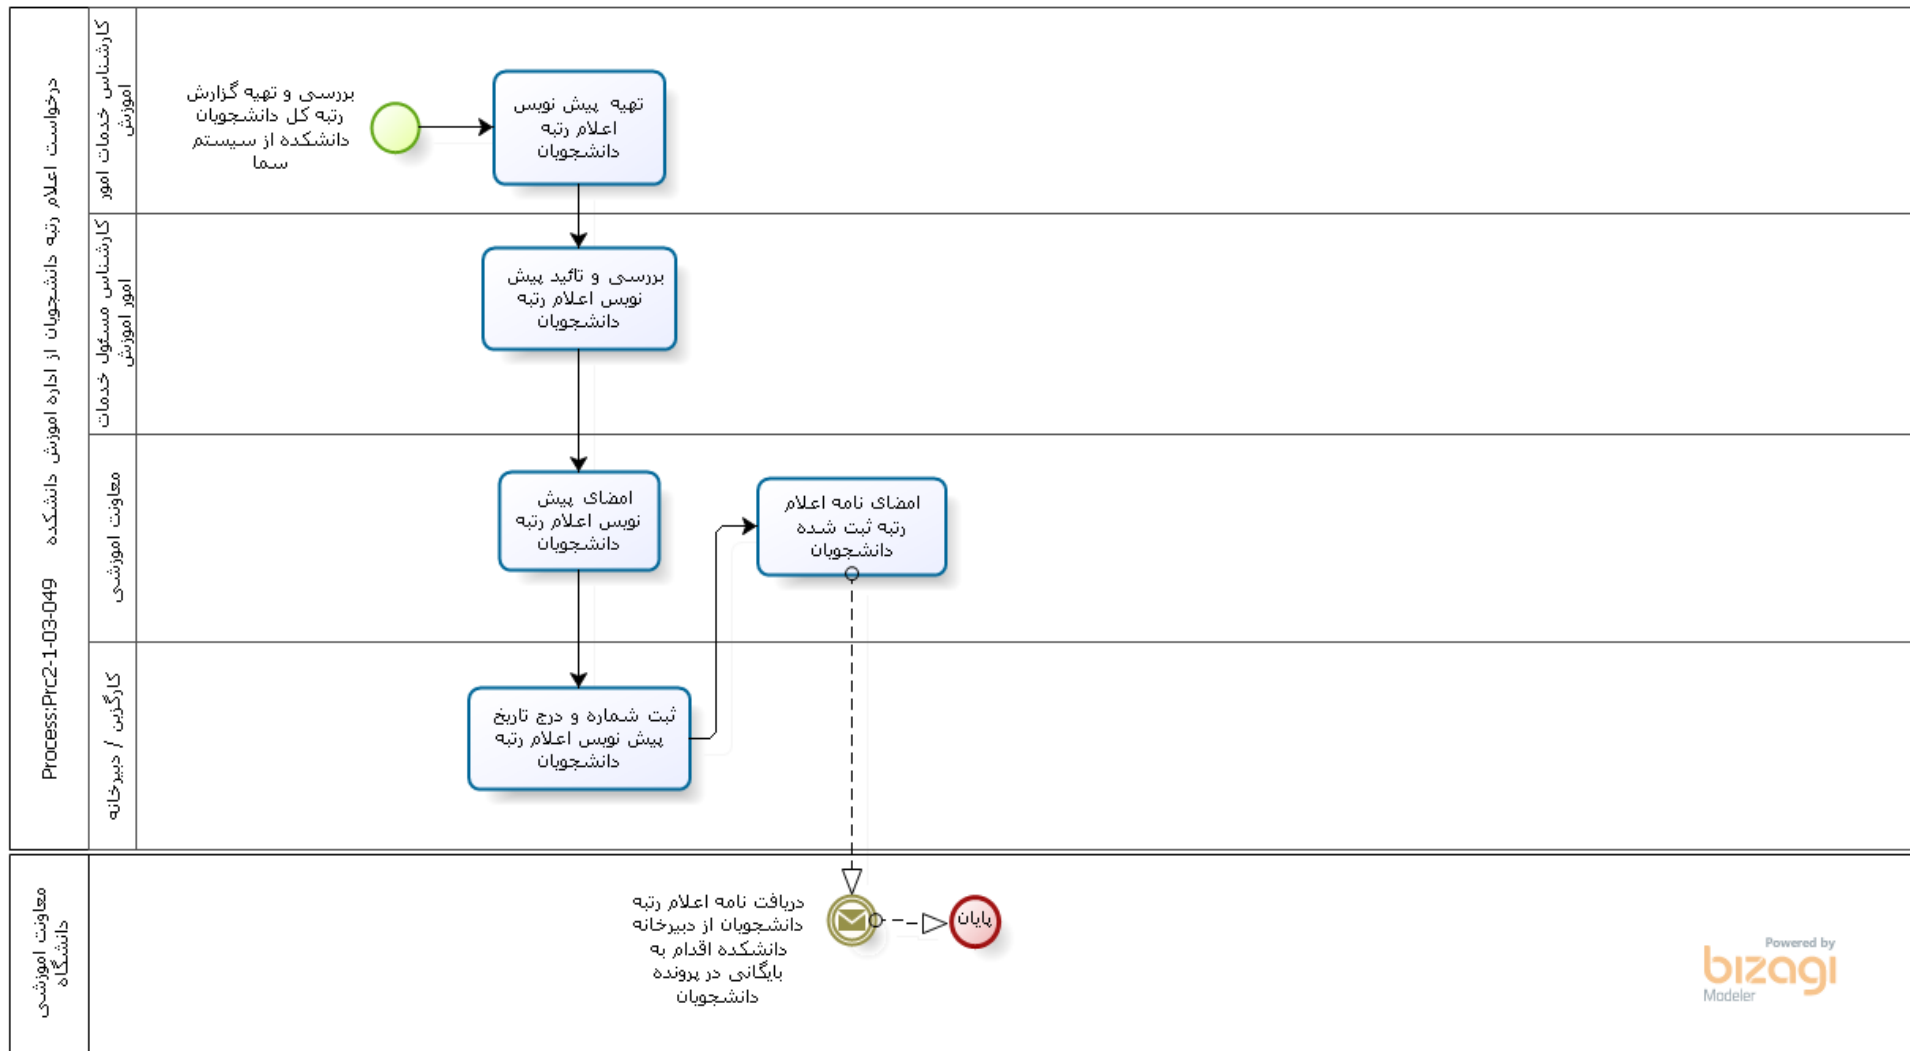 درخواست اعلام رتبه دانشجویان از اداره اموزش دانشکده
Process:Prc2-1-03-049
کارشناس خدمات امور
اموزش
بررسی و تهیه گزارش
رتبه کل دانشجویان
دانشکده از سیستم
سما
تهیه پیش نویس
اعلام رتبه
دانشجویان
کارشناس مسئول خدمات
امور اموزش
بررسی و تائید پیش
نویس اعلام رتبه
دانشجویان
معاونت اموزشی
امضای پیش
نویس اعلام رتبه
دانشجویان
امضای نامه اعلام
رتبه ثبت شده
دانشجویان
کارگزین / دبیرخانه
ثبت شماره و درج تاریخ
پیش نویس اعلام رتبه
دانشجویان
معاونت اموزشی
دانشگاه
دریافت نامه اعلام رتبه
دانشجویان از دبیرخانه
دانشکده اقدام به
بایگانی در پرونده
دانشجویان
پایان
Powered by
bizagi
Modeler